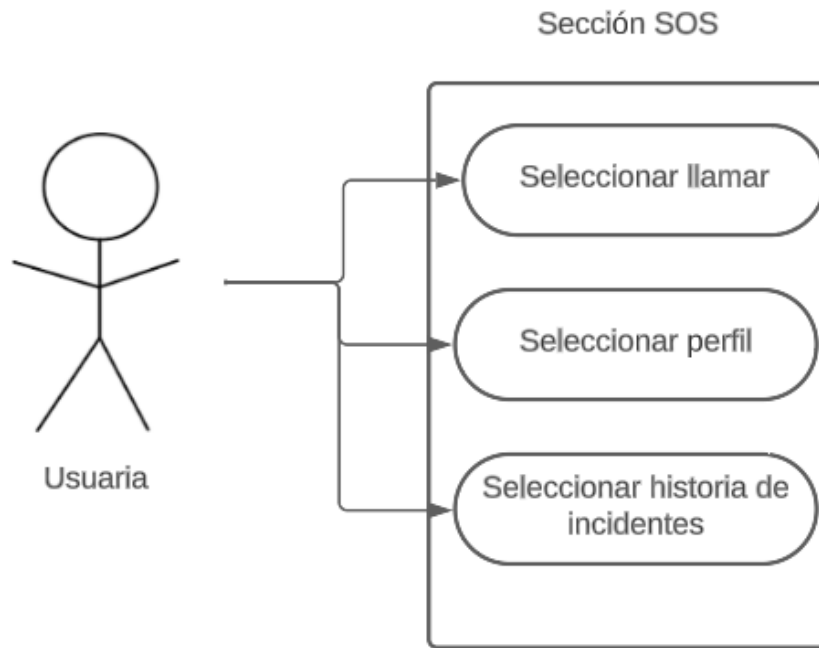 Sección SOS
Seleccionar llamar
Seleccionar perfil
Seleccionar historia de
incidentes
Usuaria